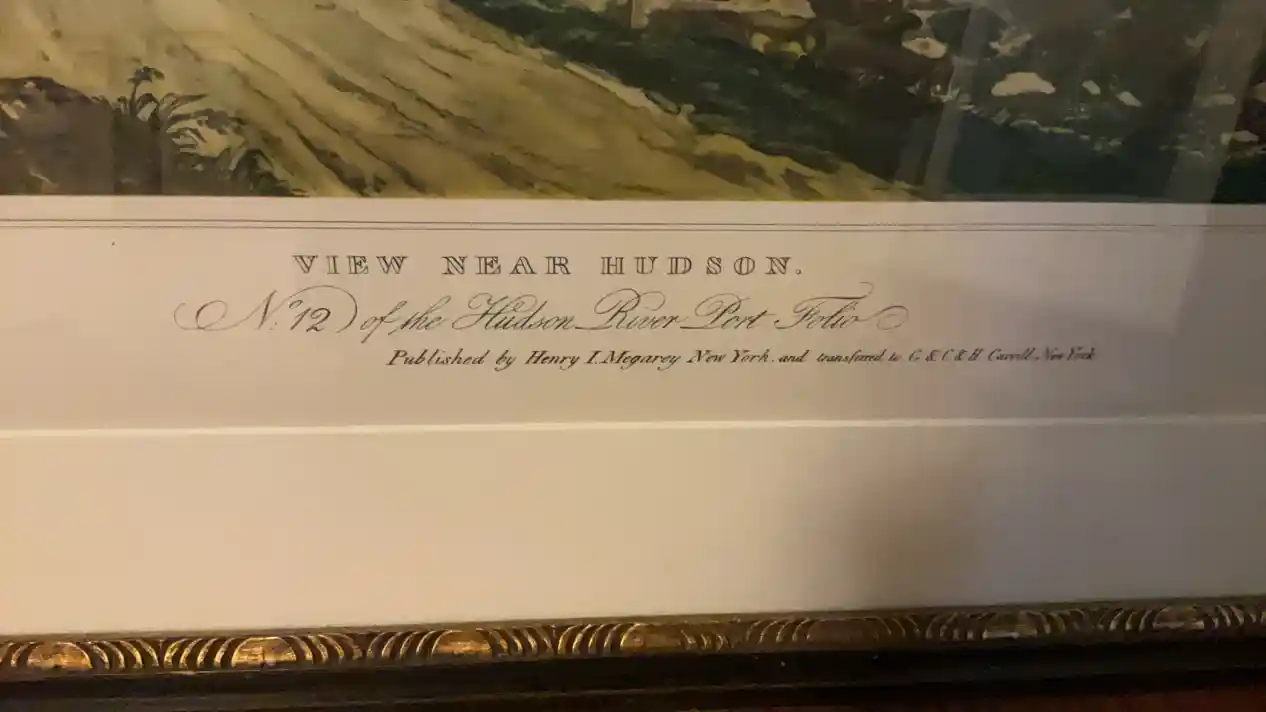 VIEW NEAR HUDSON.
No. 12 of the Hudson River Port Folio
Published by Henry I. Megarey New York. and transferred to G. & C & H Carvill. New York